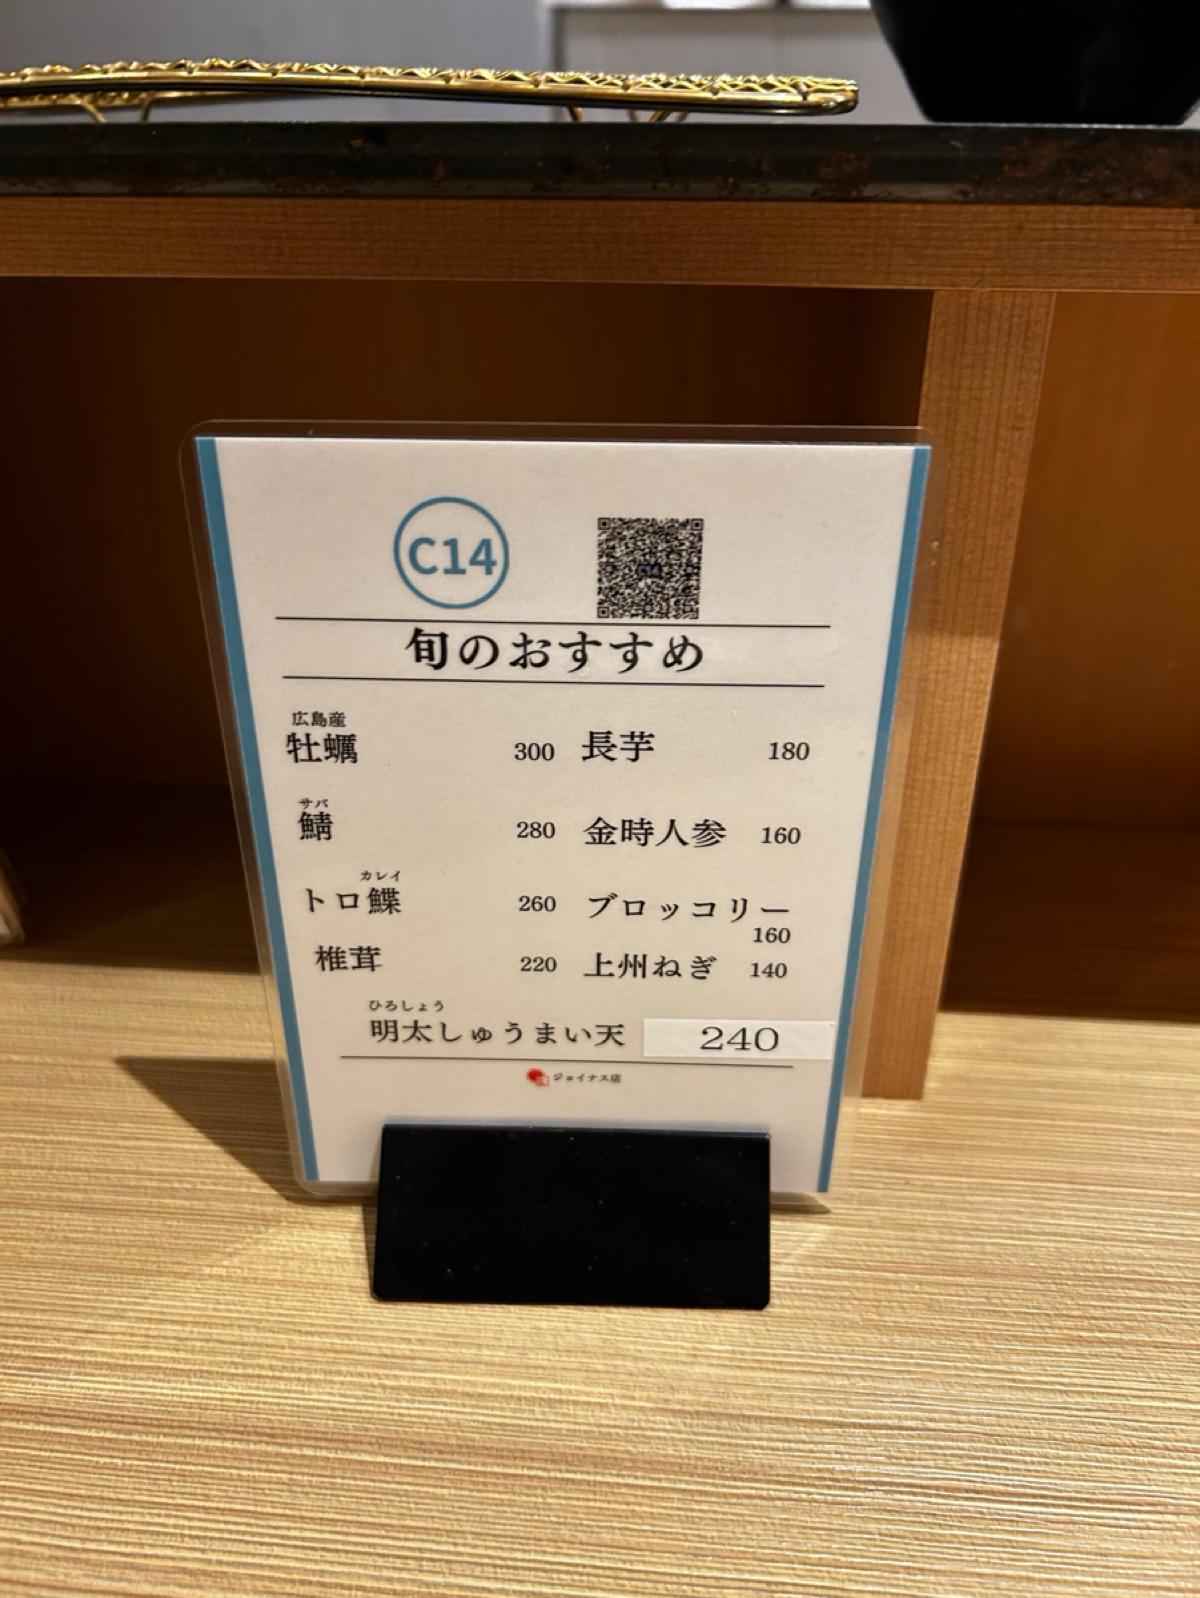 C14
旬のおすすめ
広島産
牡蠣 300
長芋 180
サバ
鯖 280
金時人参 160
カレイ
トロ鰈 260
ブロッコリー
160
椎茸 220
上州ねぎ 140
ひろしょう
明太しゅうまい天 240
ジョイナス店